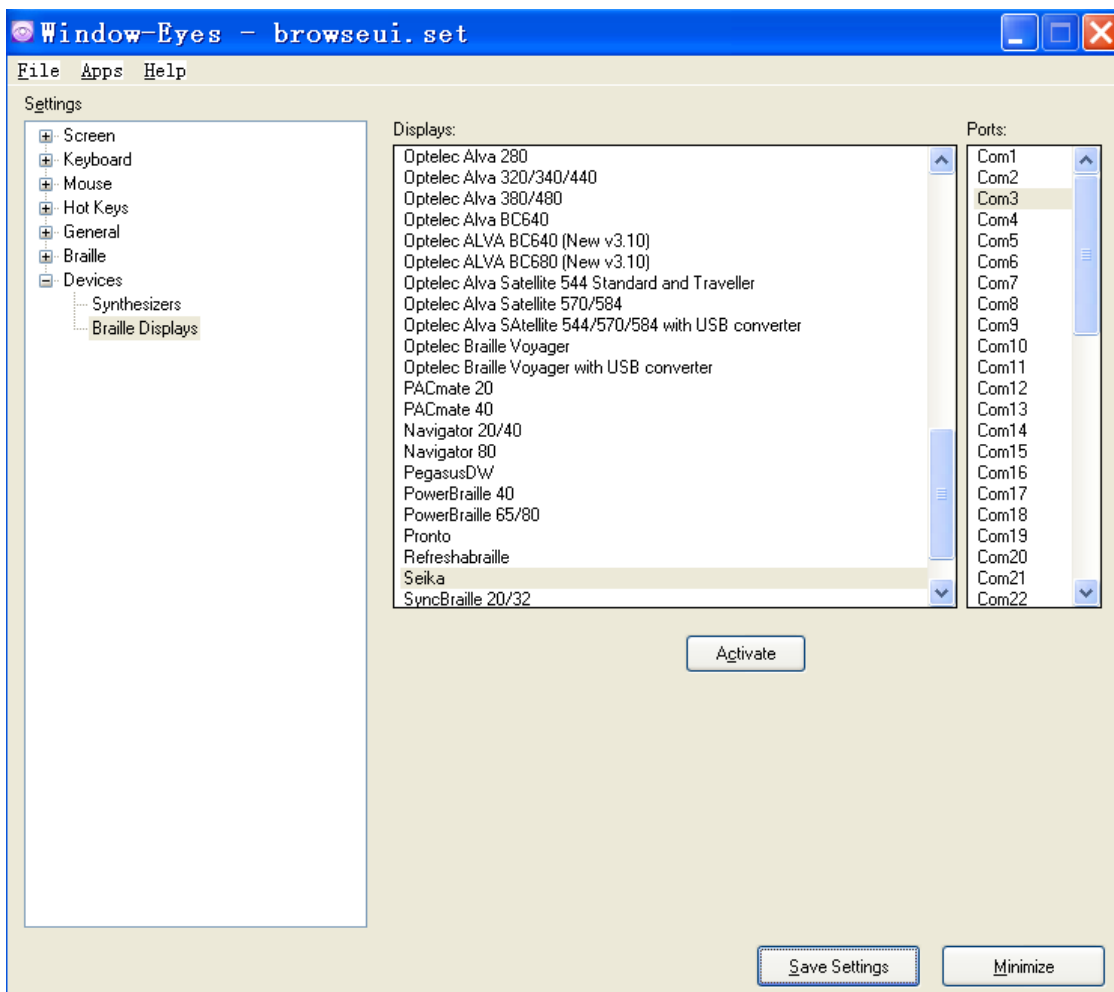 Window-Eyes - browseui.set
File Apps Help
Settings
Screen
Keyboard
Mouse
Hot Keys
General
Braille
Devices
Synthesizers
Braille Displays
Displays:
Optelec Alva 280
Optelec Alva 320/340/440
Optelec Alva 380/480
Optelec Alva BC640
Optelec ALVA BC640 (New v3.10)
Optelec ALVA BC680 (New v3.10)
Optelec Alva Satellite 544 Standard and Traveller
Optelec Alva Satellite 570/584
Optelec Alva SAtellite 544/570/584 with USB converter
Optelec Braille Voyager
Optelec Braille Voyager with USB converter
PACmate 20
PACmate 40
Navigator 20/40
Navigator 80
PegasusDW
PowerBraille 40
PowerBraille 65/80
Pronto
Refreshabraille
Seika
SyncBraille 20/32
Ports:
Com1
Com2
Com3
Com4
Com5
Com6
Com7
Com8
Com9
Com10
Com11
Com12
Com13
Com14
Com15
Com16
Com17
Com18
Com19
Com20
Com21
Com22
Activate
Save Settings
Minimize